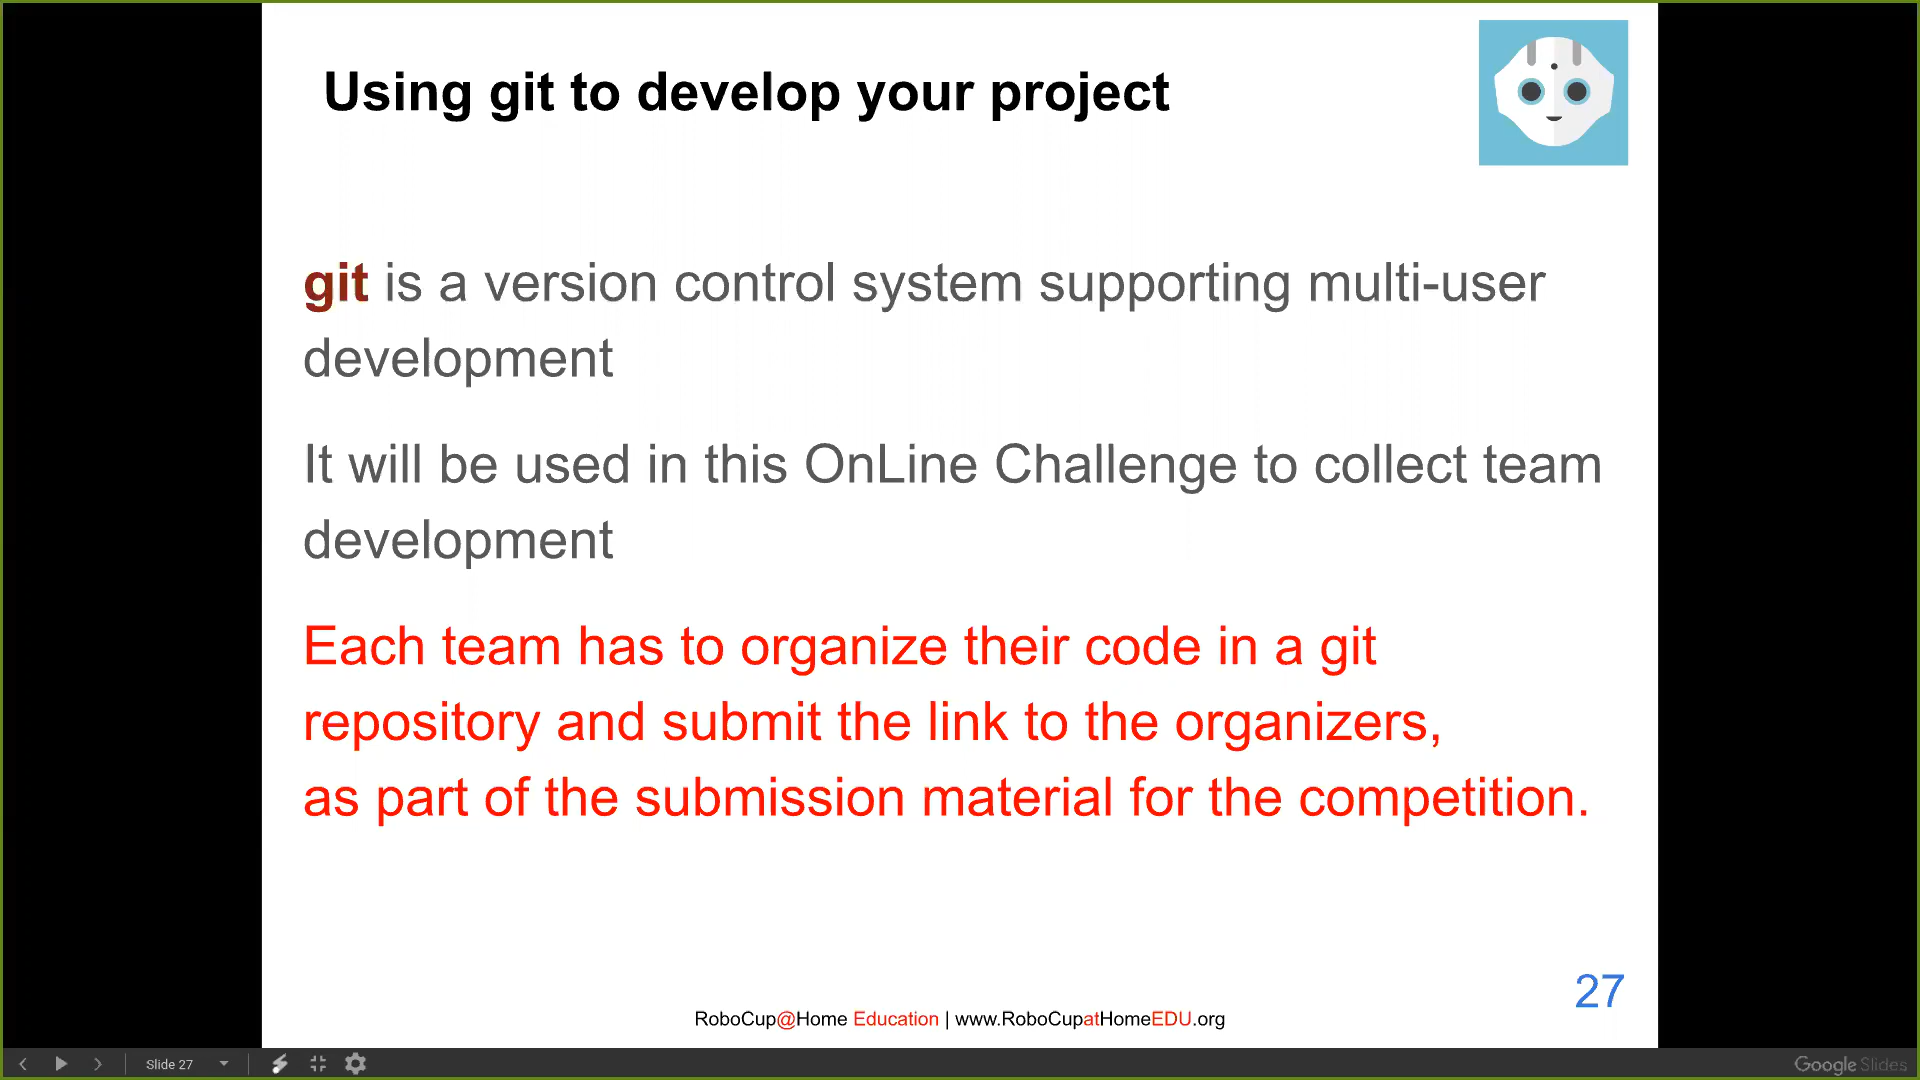 Using git to develop your project
git is a version control system supporting multi-user
development
It will be used in this OnLine Challenge to collect team
development
Each team has to organize their code in a git
repository and submit the link to the organizers,
as part of the submission material for the competition.
27
RoboCup@Home Education | www.RoboCupatHomeEDU.org
Slide 27
Google Slides